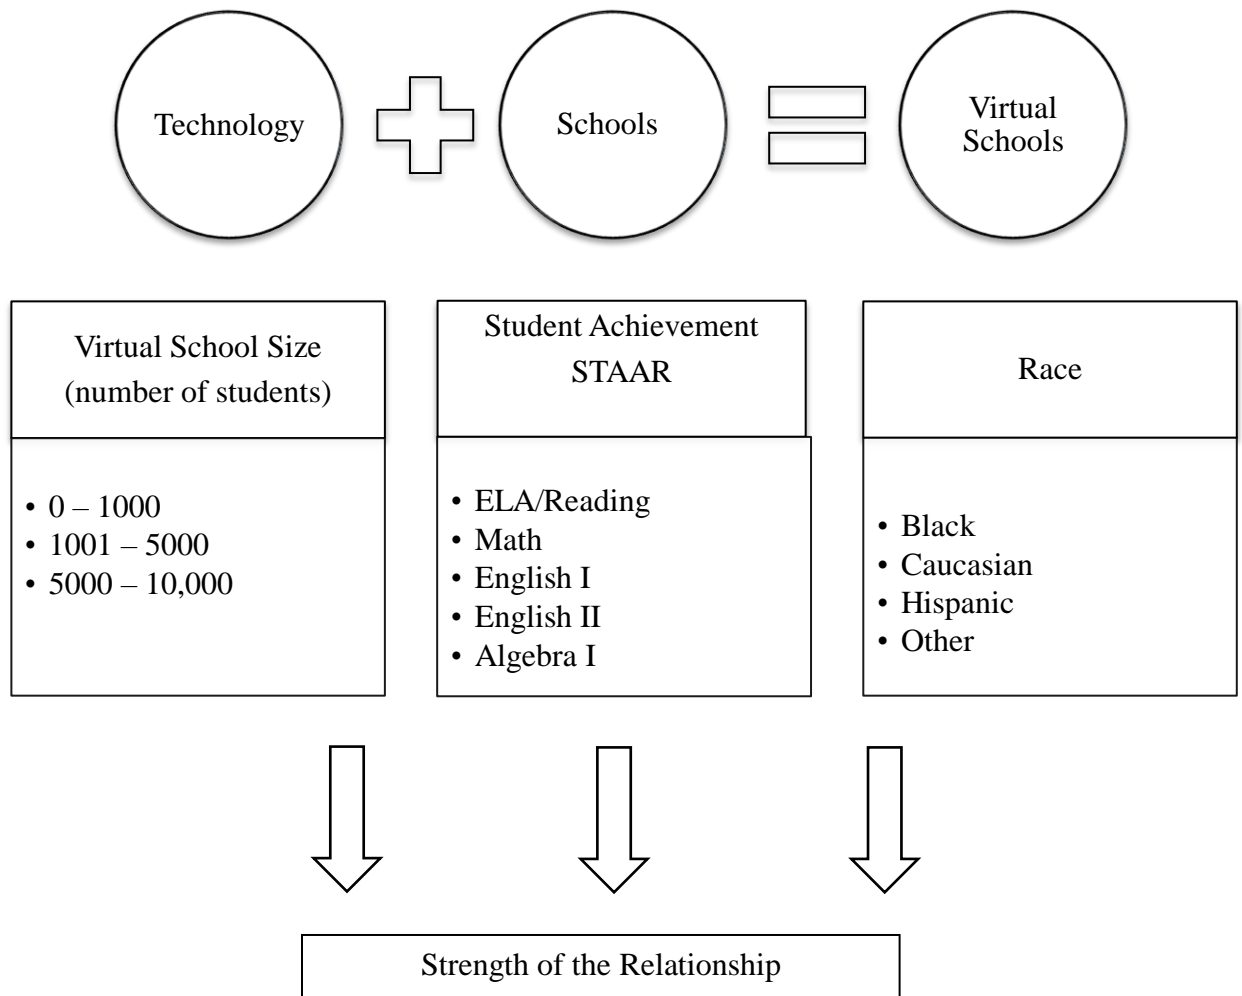 Technology
Schools
Virtual
Schools
Virtual School Size
(number of students)
• 0 – 1000
• 1001 – 5000
• 5000 – 10,000
Student Achievement
STAAR
• ELA/Reading
• Math
• English I
• English II
• Algebra I
Race
• Black
• Caucasian
• Hispanic
• Other
Strength of the Relationship